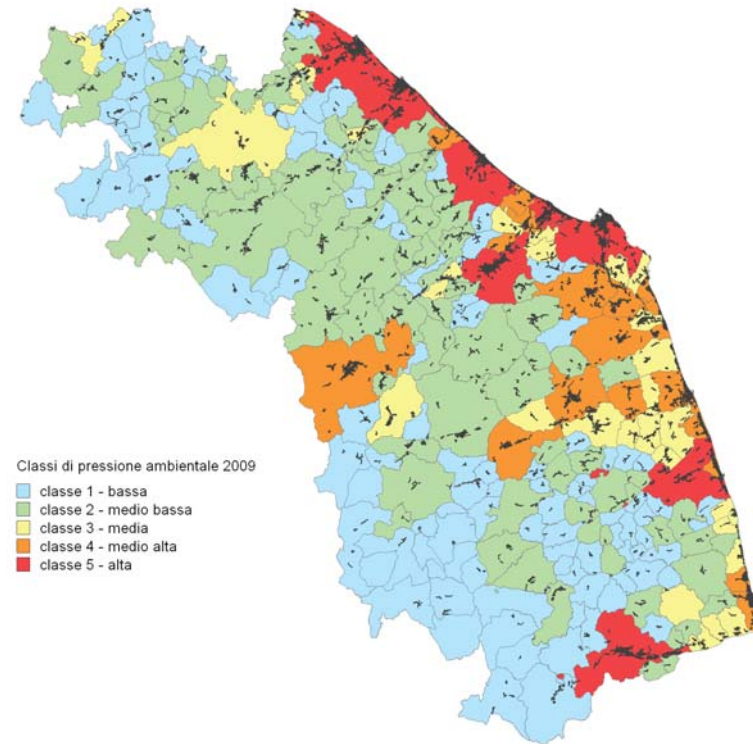 Classi di pressione ambientale 2009
classe 1 - bassa
classe 2 - medio bassa
classe 3 - media
classe 4 - medio alta
classe 5 - alta